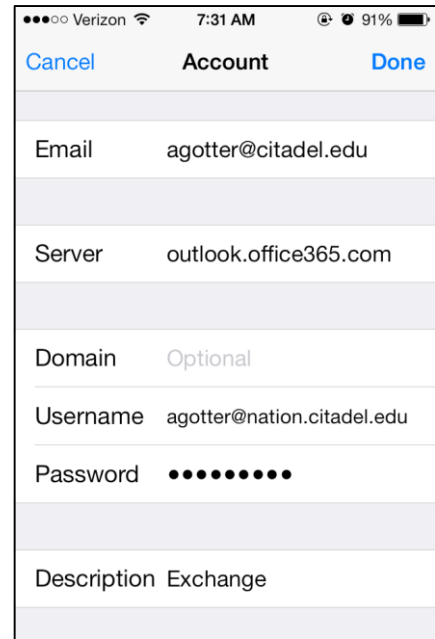 Verizon 7:31 AM 91%
Cancel Account Done
Email agotter@citadel.edu
Server outlook.office365.com
Domain Optional
Username agotter@nation.citadel.edu
Password •••••••••
Description Exchange